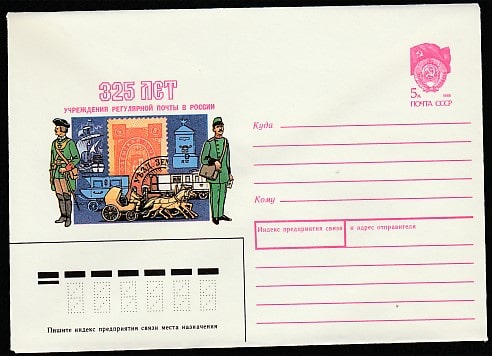 325 ЛЕТ
УЧРЕЖДЕНИЯ РЕГУЛЯРНОЙ ПОЧТЫ В РОССИИ
5к
1988
ПОЧТА СССР
Куда
Кому
Индекс предприятия связи и адрес отправителя
Пишите индекс предприятия связи места назначения